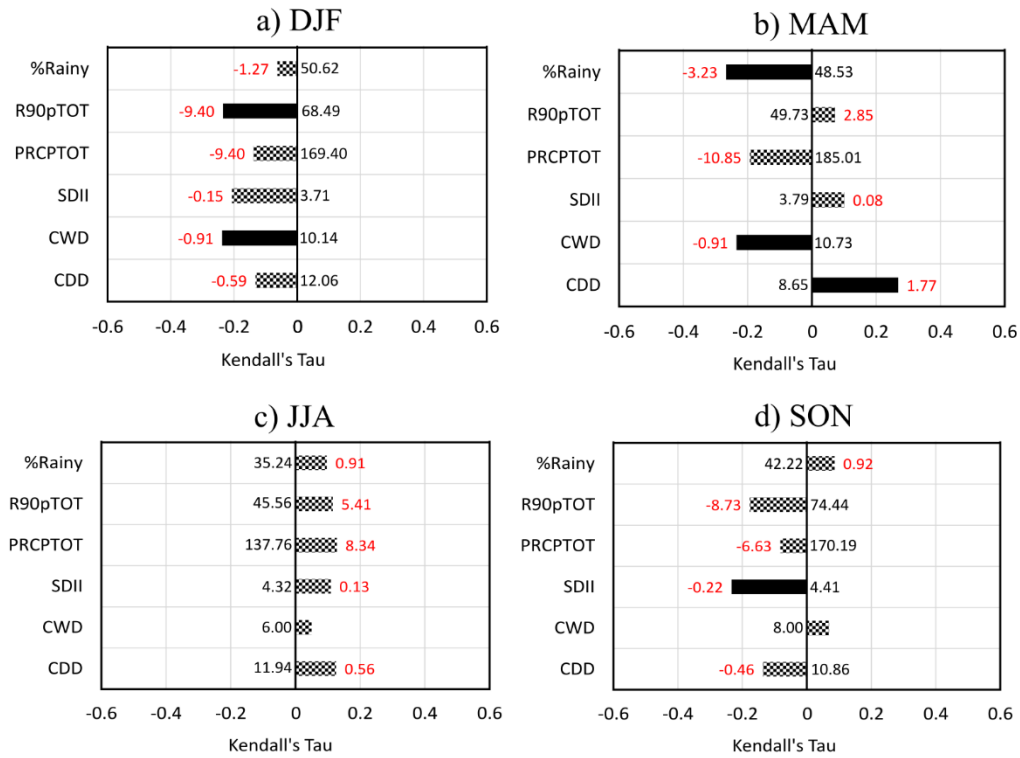 a) DJF
%Rainy -1.27 50.62
R90pTOT -9.40 68.49
PRCPTOT -9.40 169.40
SDII -0.15 3.71
CWD -0.91 10.14
CDD -0.59 12.06
-0.6 -0.4 -0.2 0 0.2 0.4 0.6
Kendall's Tau
b) MAM
%Rainy -3.23 48.53
R90pTOT 49.73 2.85
PRCPTOT -10.85 185.01
SDII 3.79 0.08
CWD -0.91 10.73
CDD 8.65 1.77
-0.6 -0.4 -0.2 0 0.2 0.4 0.6
Kendall's Tau
c) JJA
%Rainy 35.24 0.91
R90pTOT 45.56 5.41
PRCPTOT 137.76 8.34
SDII 4.32 0.13
CWD 6.00
CDD 11.94 0.56
-0.6 -0.4 -0.2 0 0.2 0.4 0.6
Kendall's Tau
d) SON
%Rainy 42.22 0.92
R90pTOT -8.73 74.44
PRCPTOT -6.63 170.19
SDII -0.22 4.41
CWD 8.00
CDD -0.46 10.86
-0.6 -0.4 -0.2 0 0.2 0.4 0.6
Kendall's Tau